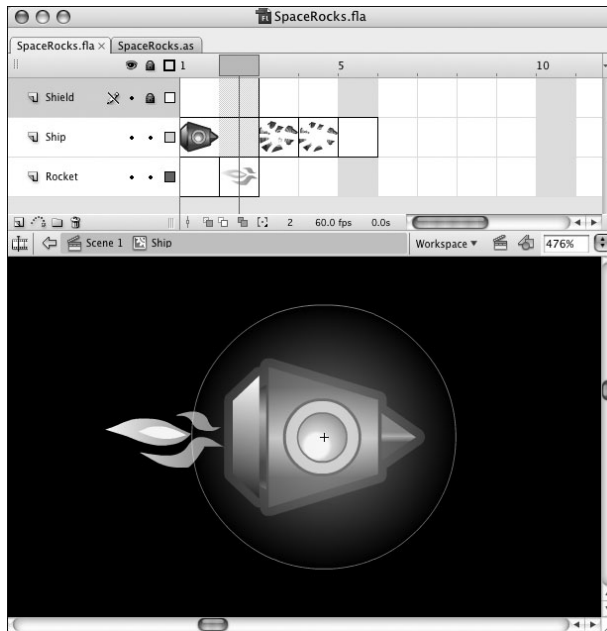 SpaceRocks.fla
SpaceRocks.fla × SpaceRocks.as
1 5 10
Shield
Ship
Rocket
2 60.0 fps 0.0s
Scene 1 Ship Workspace 476%